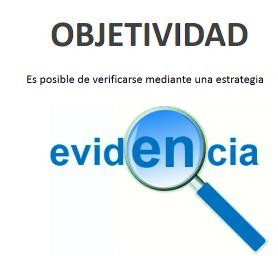 OBJETIVIDAD
Es posible de verificarse mediante una estrategia
evidencia